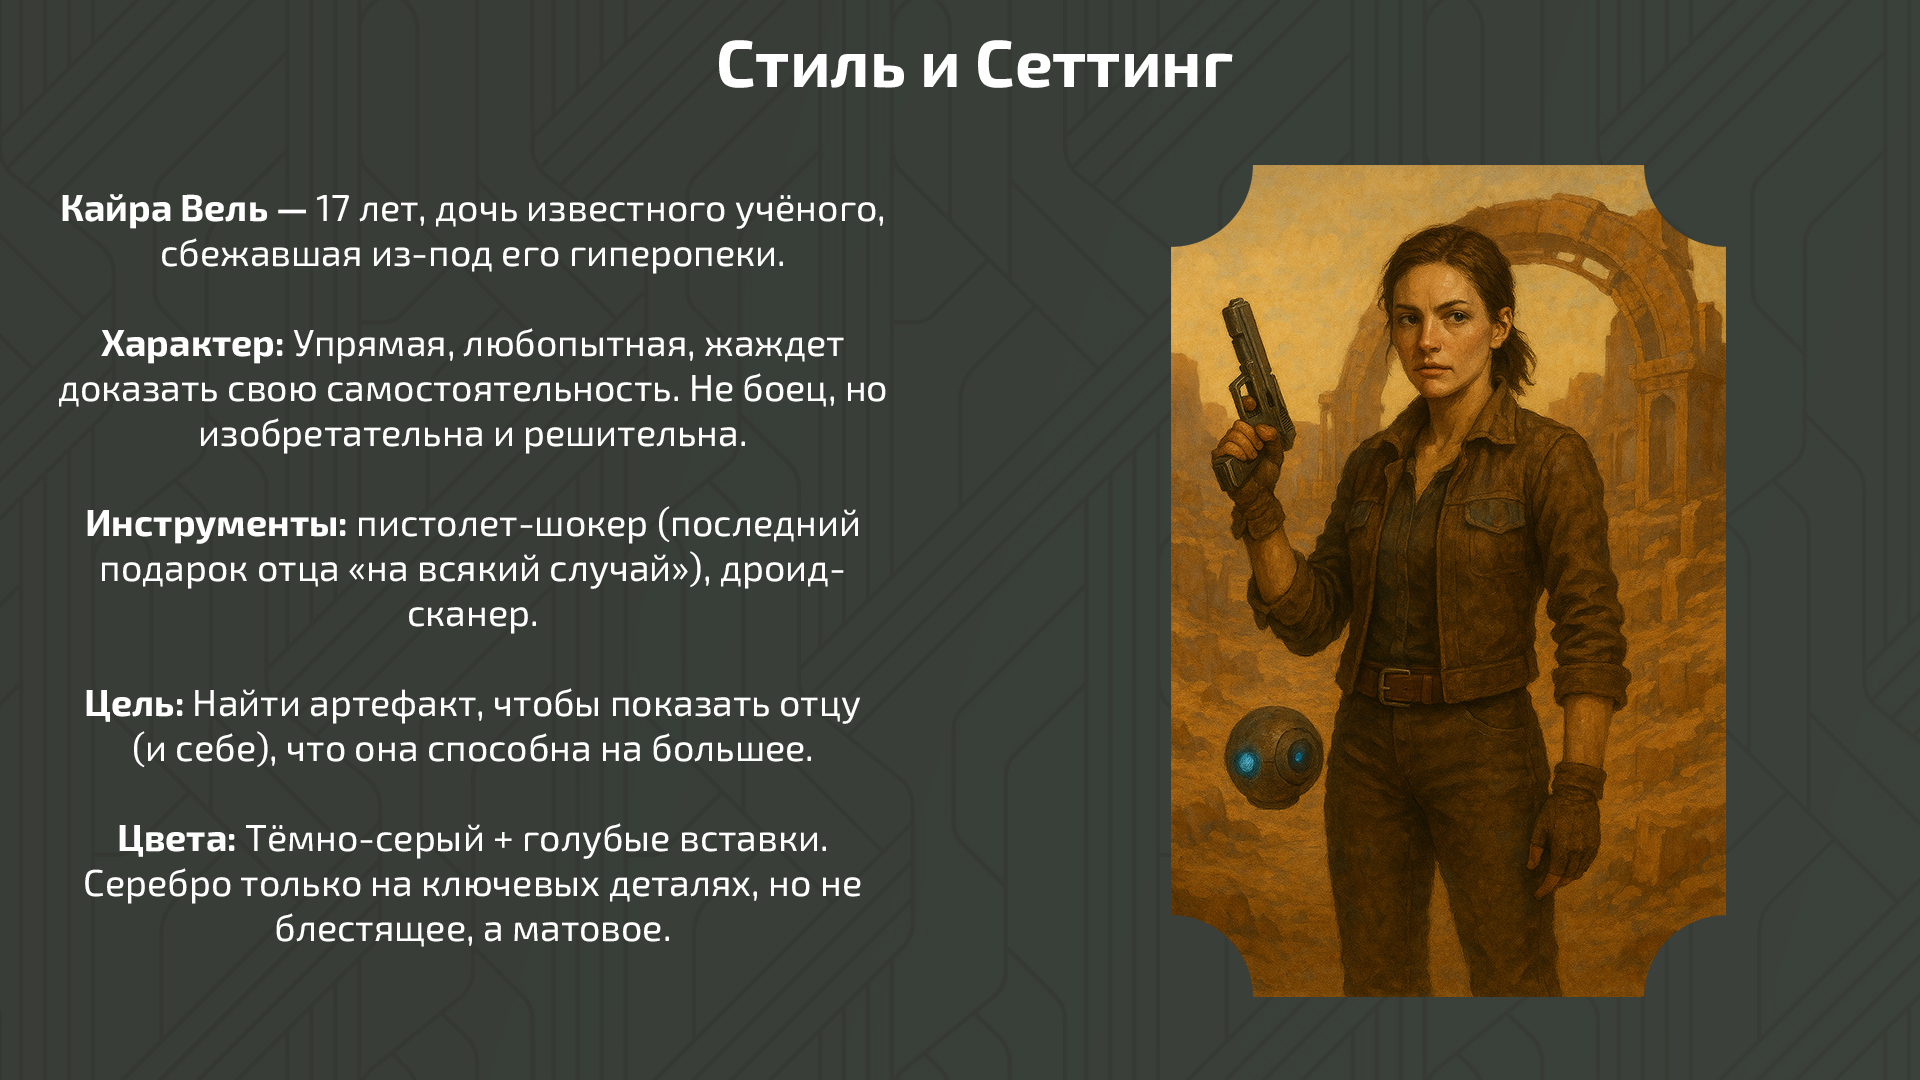 Стиль и Сеттинг
Кайра Вель — 17 лет, дочь известного учёного,
сбежавшая из-под его гиперопеки.
Характер: Упрямая, любопытная, жаждет
доказать свою самостоятельность. Не боец, но
изобретательна и решительна.
Инструменты: пистолет-шокер (последний
подарок отца «на всякий случай»), дроид-
сканер.
Цель: Найти артефакт, чтобы показать отцу
(и себе), что она способна на большее.
Цвета: Тёмно-серый + голубые вставки.
Серебро только на ключевых деталях, но не
блестящее, а матовое.